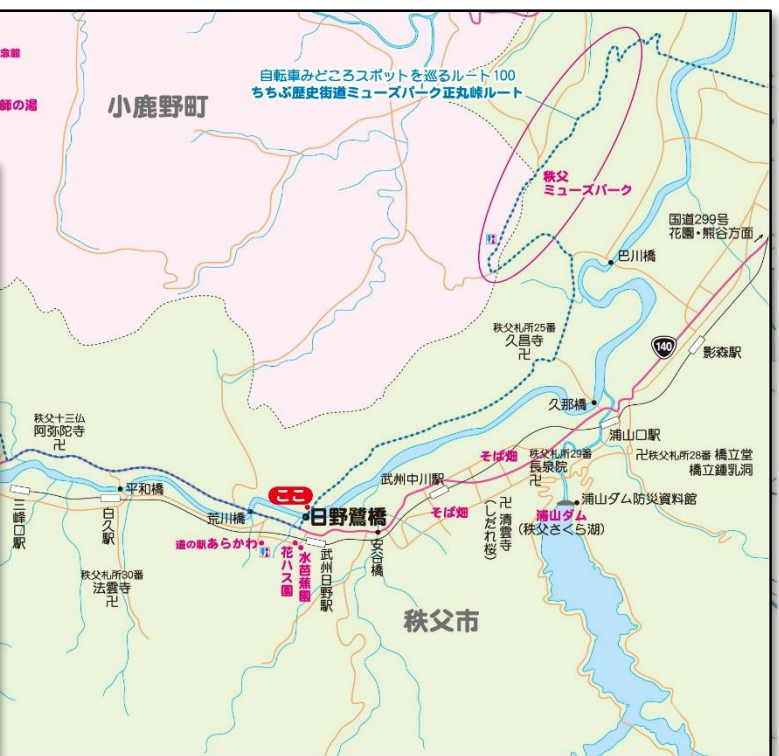 念館
師の湯
小鹿野町
自転車みどころスポットを巡るルート100
ちちぶ歴史街道ミューズパーク正丸峠ルート
秩父
ミューズパーク
国道299号
花園・熊谷方面
巴川橋
秩父札所25番
久昌寺
卍
140
影森駅
久那橋
浦山口駅
秩父十三仏
阿弥陀寺
卍
そば畑
秩父札所29番
長泉院
卍
卍秩父札所28番 橋立堂
橋立鍾乳洞
武州中川駅
平和橋
ここ
日野鷺橋
荒川橋
そば畑
卍清雲寺
(しだれ桜)
浦山ダム防災資料館
浦山ダム
(秩父さくら湖)
三峰口駅
白久駅
道の駅あらかわ
花ハス園
水芭蕉園
武州日野駅
安谷橋
秩父札所30番
法雲寺
卍
秩父市